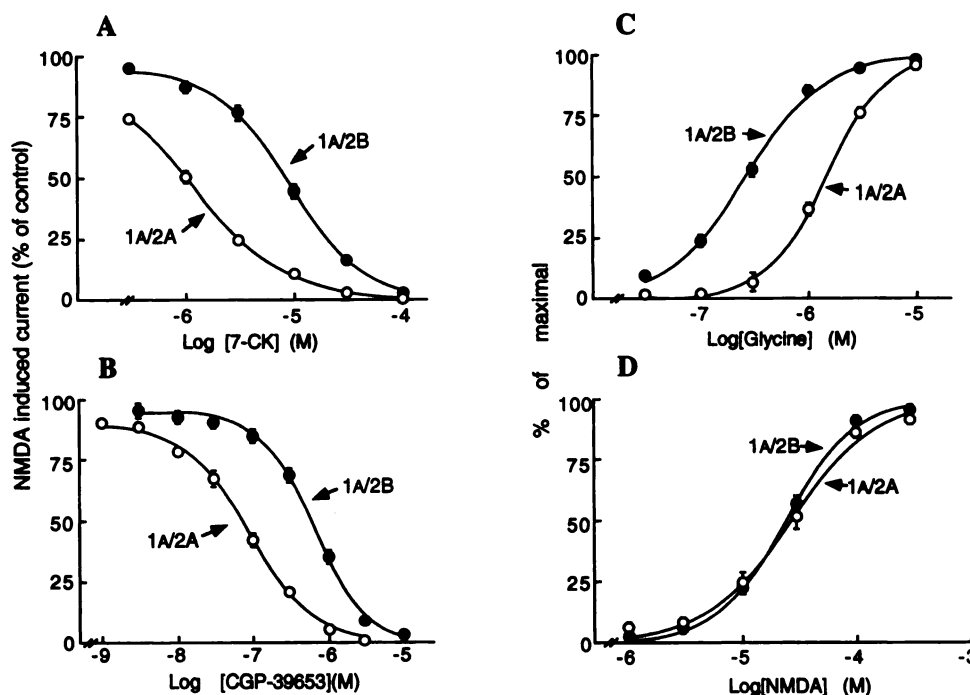 A
NMDA induced current (% of control)
100
75
50
25
0
1A/2B
1A/2A
-6
-5
-4
Log [7-CK] (M)
B
100
75
50
25
0
1A/2B
1A/2A
-9
-8
-7
-6
-5
Log [CGP-39653](M)
C
% of maximal
100
75
50
25
0
1A/2B
1A/2A
-7
-6
-5
Log[Glycine] (M)
D
100
75
50
25
0
1A/2B
1A/2A
-6
-5
-4
-3
Log[NMDA] (M)